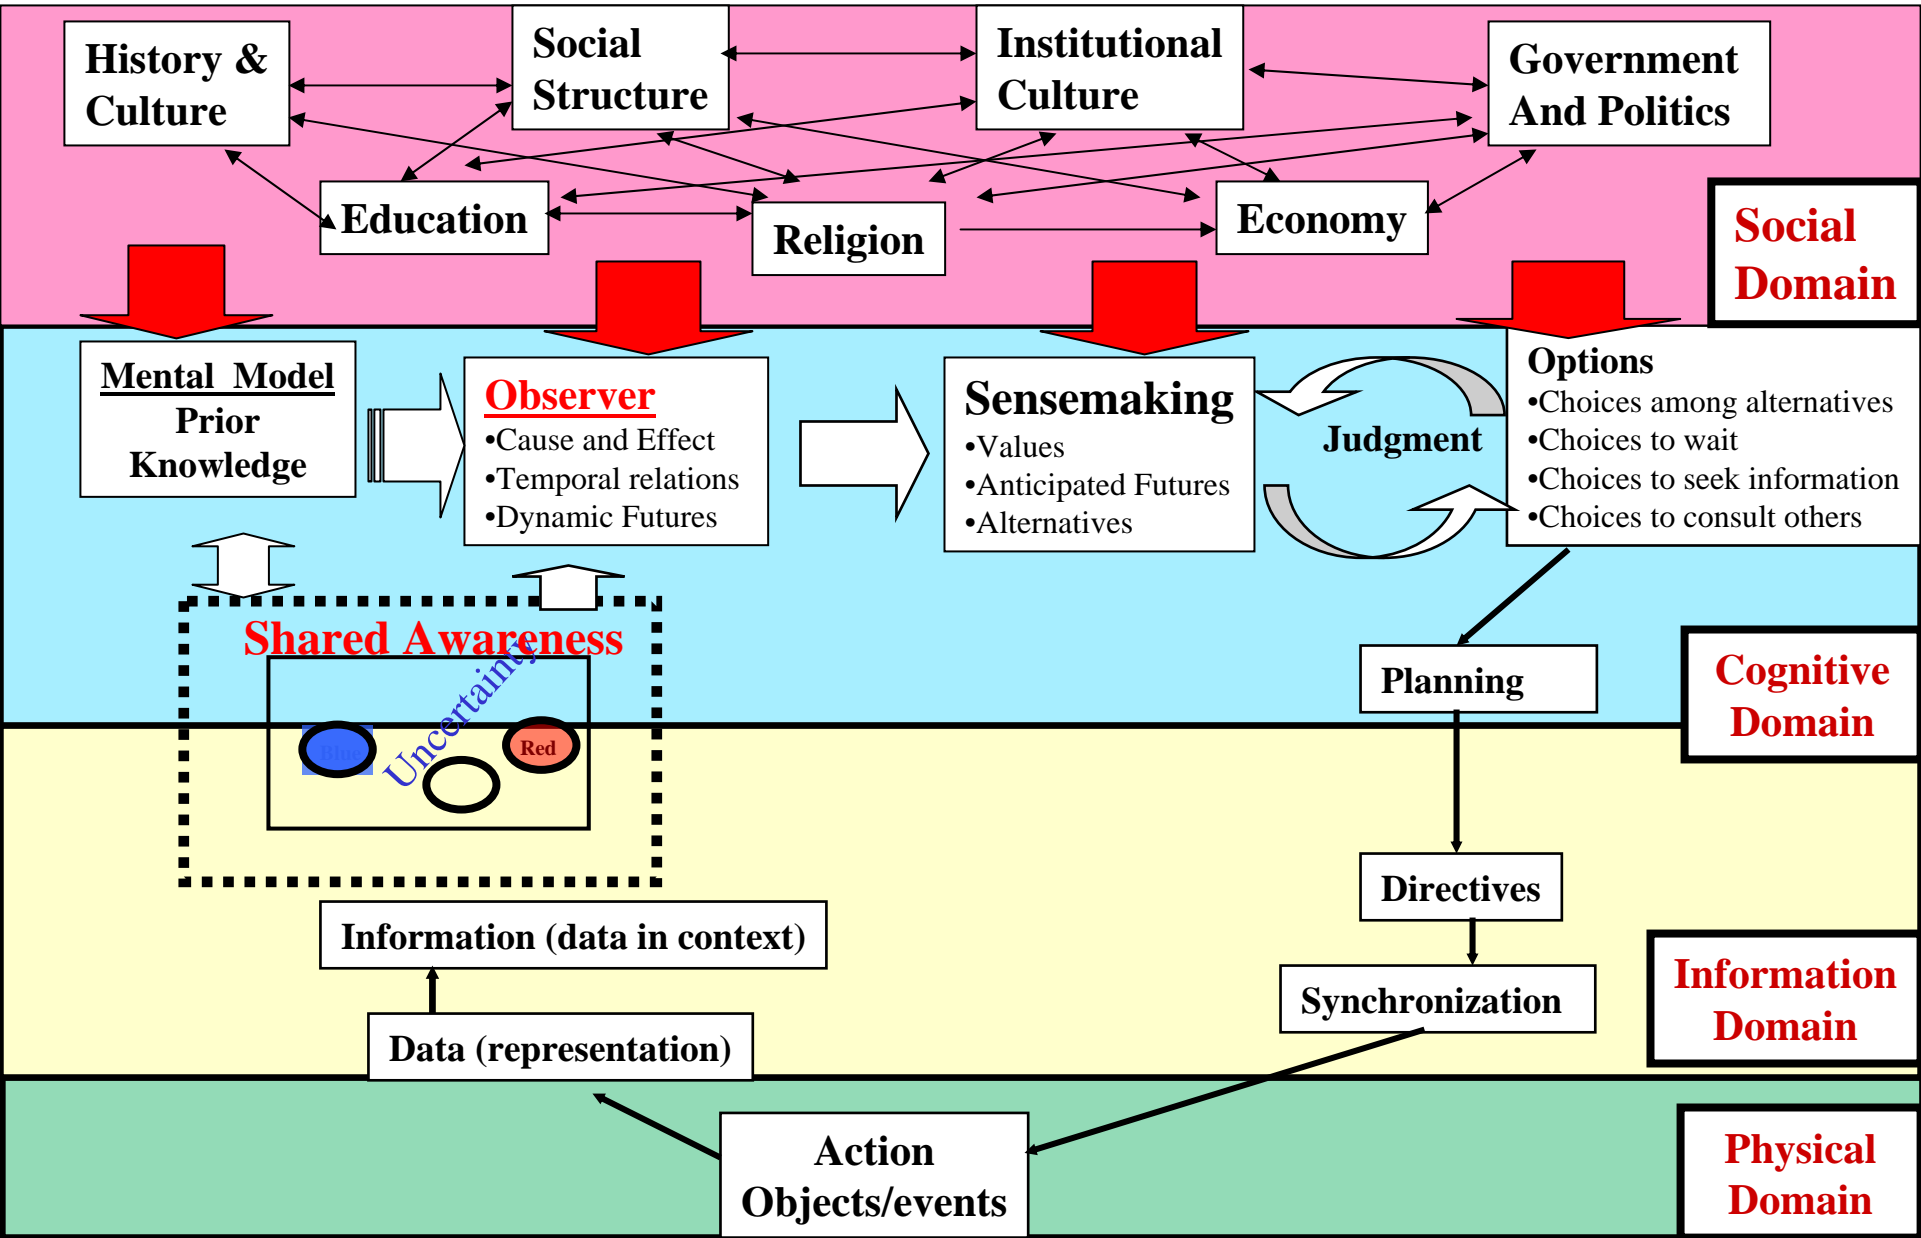 History &
Culture
Social
Structure
Institutional
Culture
Government
And Politics
Education
Religion
Economy
Social
Domain
Mental Model
Prior
Knowledge
Observer
•Cause and Effect
•Temporal relations
•Dynamic Futures
Sensemaking
•Values
•Anticipated Futures
•Alternatives
Judgment
Options
•Choices among alternatives
•Choices to wait
•Choices to seek information
•Choices to consult others
Shared Awareness
Uncertainty
Blue
Red
Planning
Cognitive
Domain
Directives
Information (data in context)
Synchronization
Information
Domain
Data (representation)
Action
Objects/events
Physical
Domain